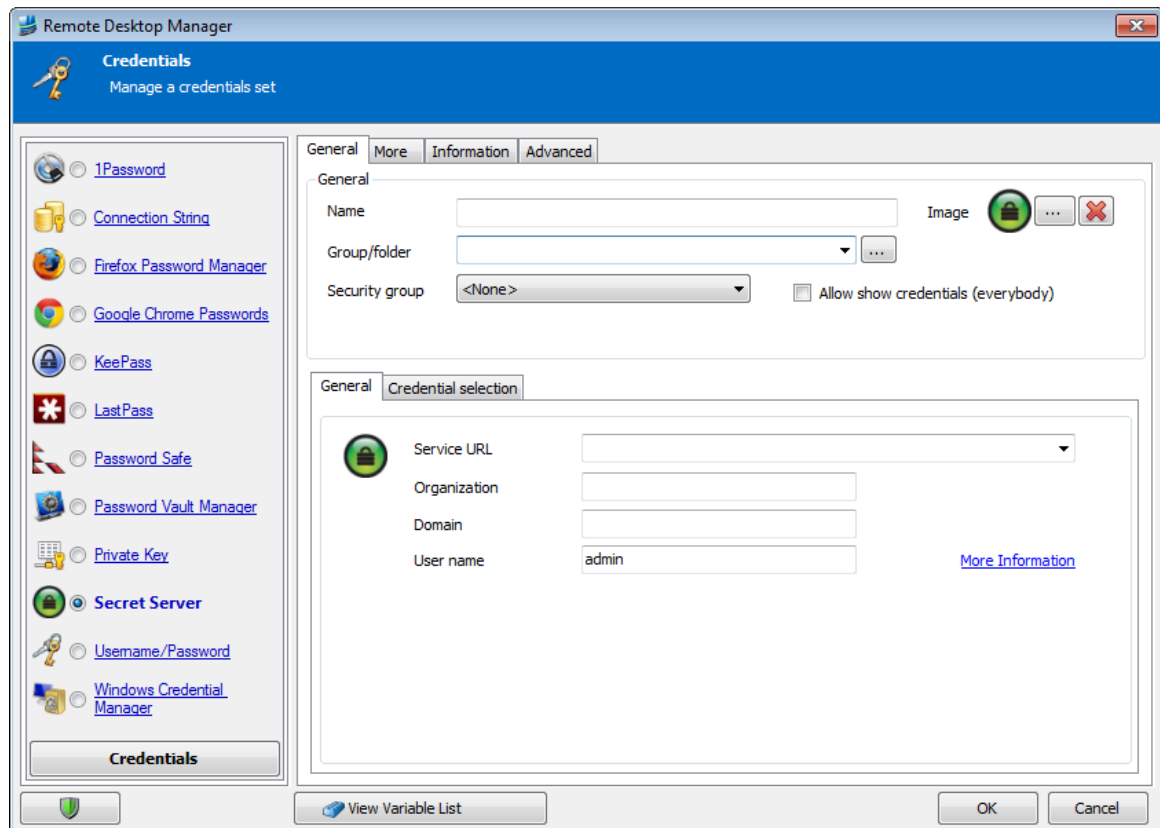 Remote Desktop Manager
Credentials
Manage a credentials set
1Password
Connection String
Firefox Password Manager
Google Chrome Passwords
KeePass
LastPass
Password Safe
Password Vault Manager
Private Key
Secret Server
Username/Password
Windows Credential
Manager
Credentials
General More Information Advanced
General
Name
Image
...
Group/folder
...
Security group
<None>
Allow show credentials (everybody)
General Credential selection
Service URL
Organization
Domain
User name
admin
More Information
View Variable List
OK
Cancel